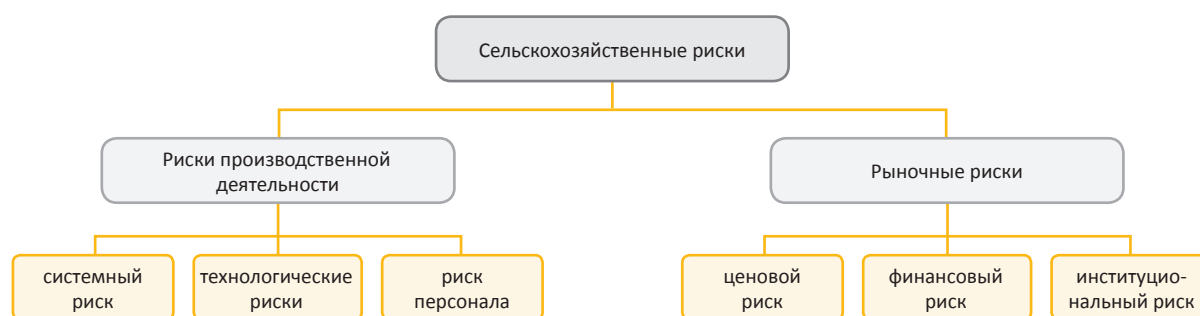 Сельскохозяйственные риски
Риски производственной
деятельности
Рыночные риски
системный
риск
технологические
риски
риск
персонала
ценовой
риск
финансовый
риск
институцио-
нальный риск